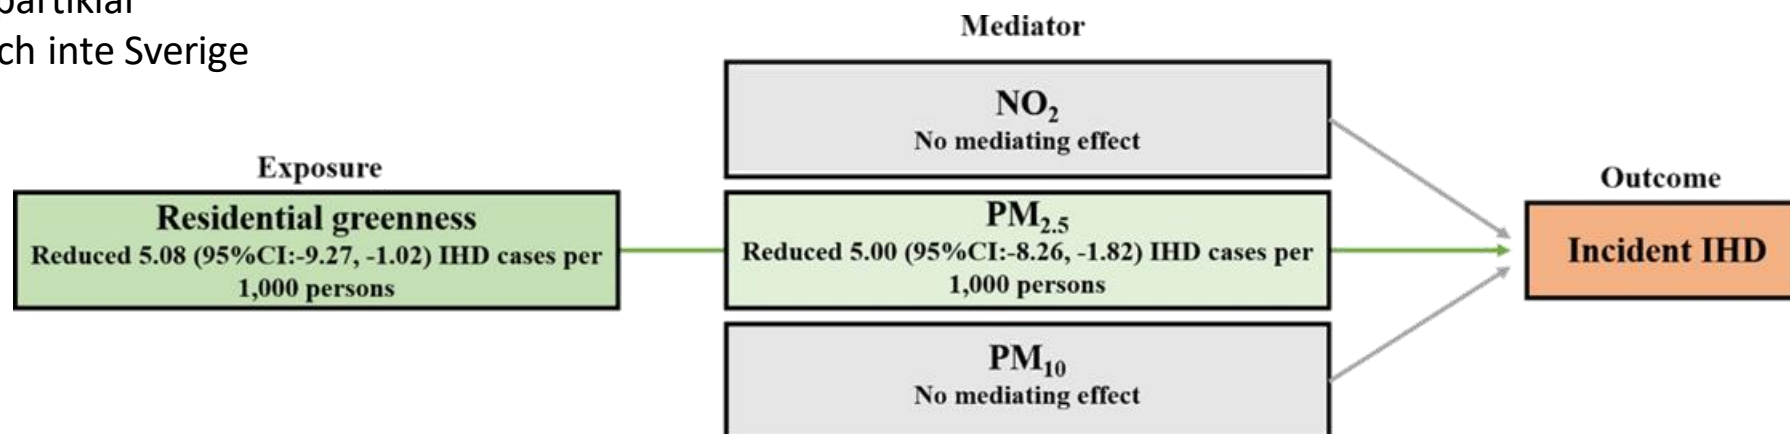 partiklar
ch inte Sverige
Mediator
NO₂
No mediating effect
Exposure
Residential greenness
Reduced 5.08 (95%CI:-9.27, -1.02) IHD cases per
1,000 persons
PM₂.₅
Reduced 5.00 (95%CI:-8.26, -1.82) IHD cases per
1,000 persons
Outcome
Incident IHD
PM₁₀
No mediating effect